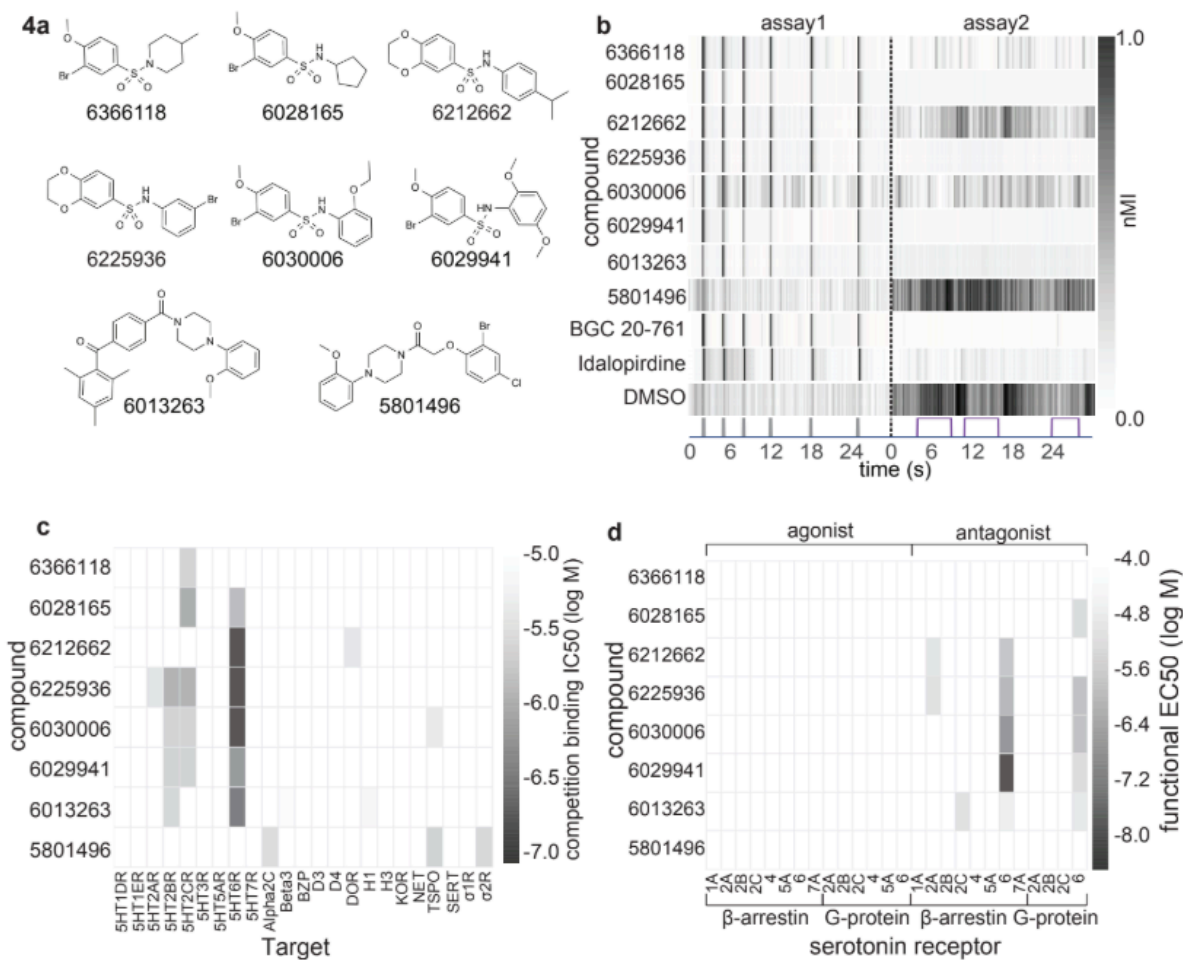 4a
6366118
6028165
6212662
6225936
6030006
6029941
6013263
5801496
b
assay1 assay2
compound
6366118
6028165
6212662
6225936
6030006
6029941
6013263
5801496
BGC 20-761
Idalopirdine
DMSO
0 6 12 18 24 0 6 12 18 24
time (s)
1.0
nMI
0.0
c
compound
6366118
6028165
6212662
6225936
6030006
6029941
6013263
5801496
5HT1DR
5HT1ER
5HT2AR
5HT2BR
5HT2CR
5HT3R
5HT5AR
5HT6R
5HT7R
Alpha2C
Beta3
BZP
D3
D4
DOR
H1
H3
KOR
NET
TSPO
SERT
σ1R
σ2R
Target
-5.0
-5.5
-6.0
-6.5
-7.0
competition binding IC50 (log M)
d
agonist antagonist
compound
6366118
6028165
6212662
6225936
6030006
6029941
6013263
5801496
1A 2A 2B 2C 4 5A 6 7A 2A 2B 2C 4 5A 6 1A 2A 2B 2C 4 5A 6 7A 2A 2B 2C 6
β-arrestin G-protein β-arrestin G-protein
serotonin receptor
-4.0
-4.8
-5.6
-6.4
-7.2
-8.0
functional EC50 (log M)